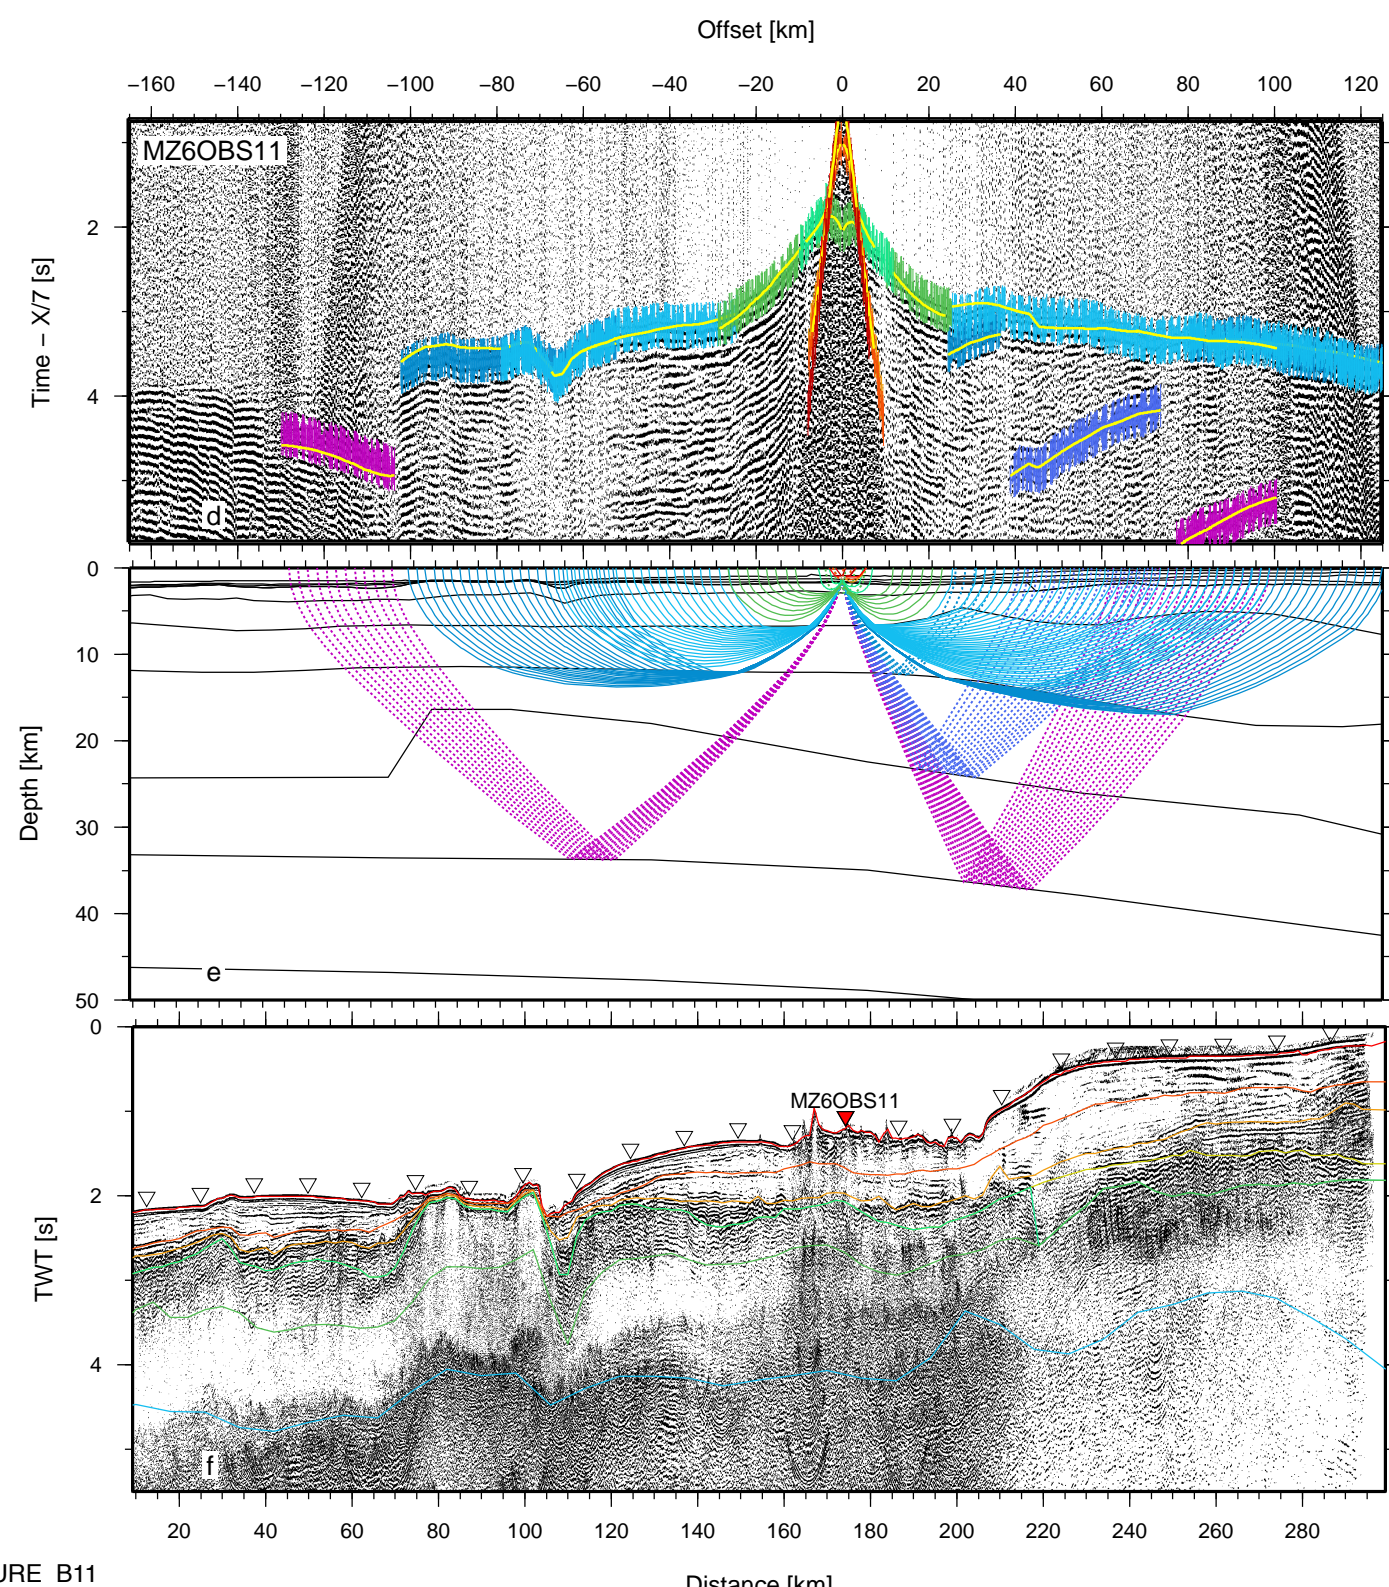 Offset [km]
−160 −140 −120 −100 −80 −60 −40 −20 0 20 40 60 80 100 120
MZ6OBS11
2
4
Time − X/7 [s]
d
0
10
20
30
40
50
Depth [km]
e
0
2
4
TWT [s]
MZ6OBS11
f
20 40 60 80 100 120 140 160 180 200 220 240 260 280
Distance [km]
URE B11